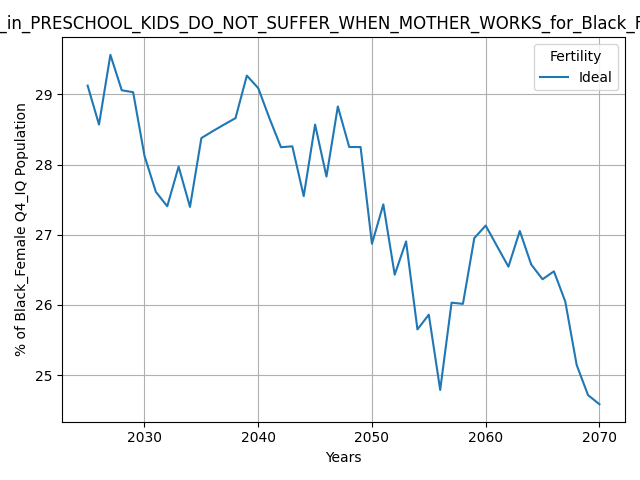 _in_PRESCHOOL_KIDS_DO_NOT_SUFFER_WHEN_MOTHER_WORKS_for_Black_F
Fertility
Ideal
% of Black_Female Q4_IQ Population
29
28
27
26
25
2030 2040 2050 2060 2070
Years